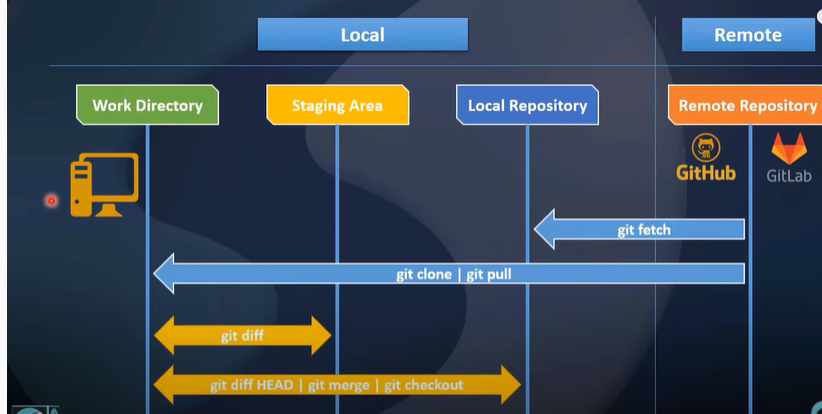 Local
Remote
Work Directory
Staging Area
Local Repository
Remote Repository
GitHub
GitLab
git fetch
git clone | git pull
git diff
git diff HEAD | git merge | git checkout